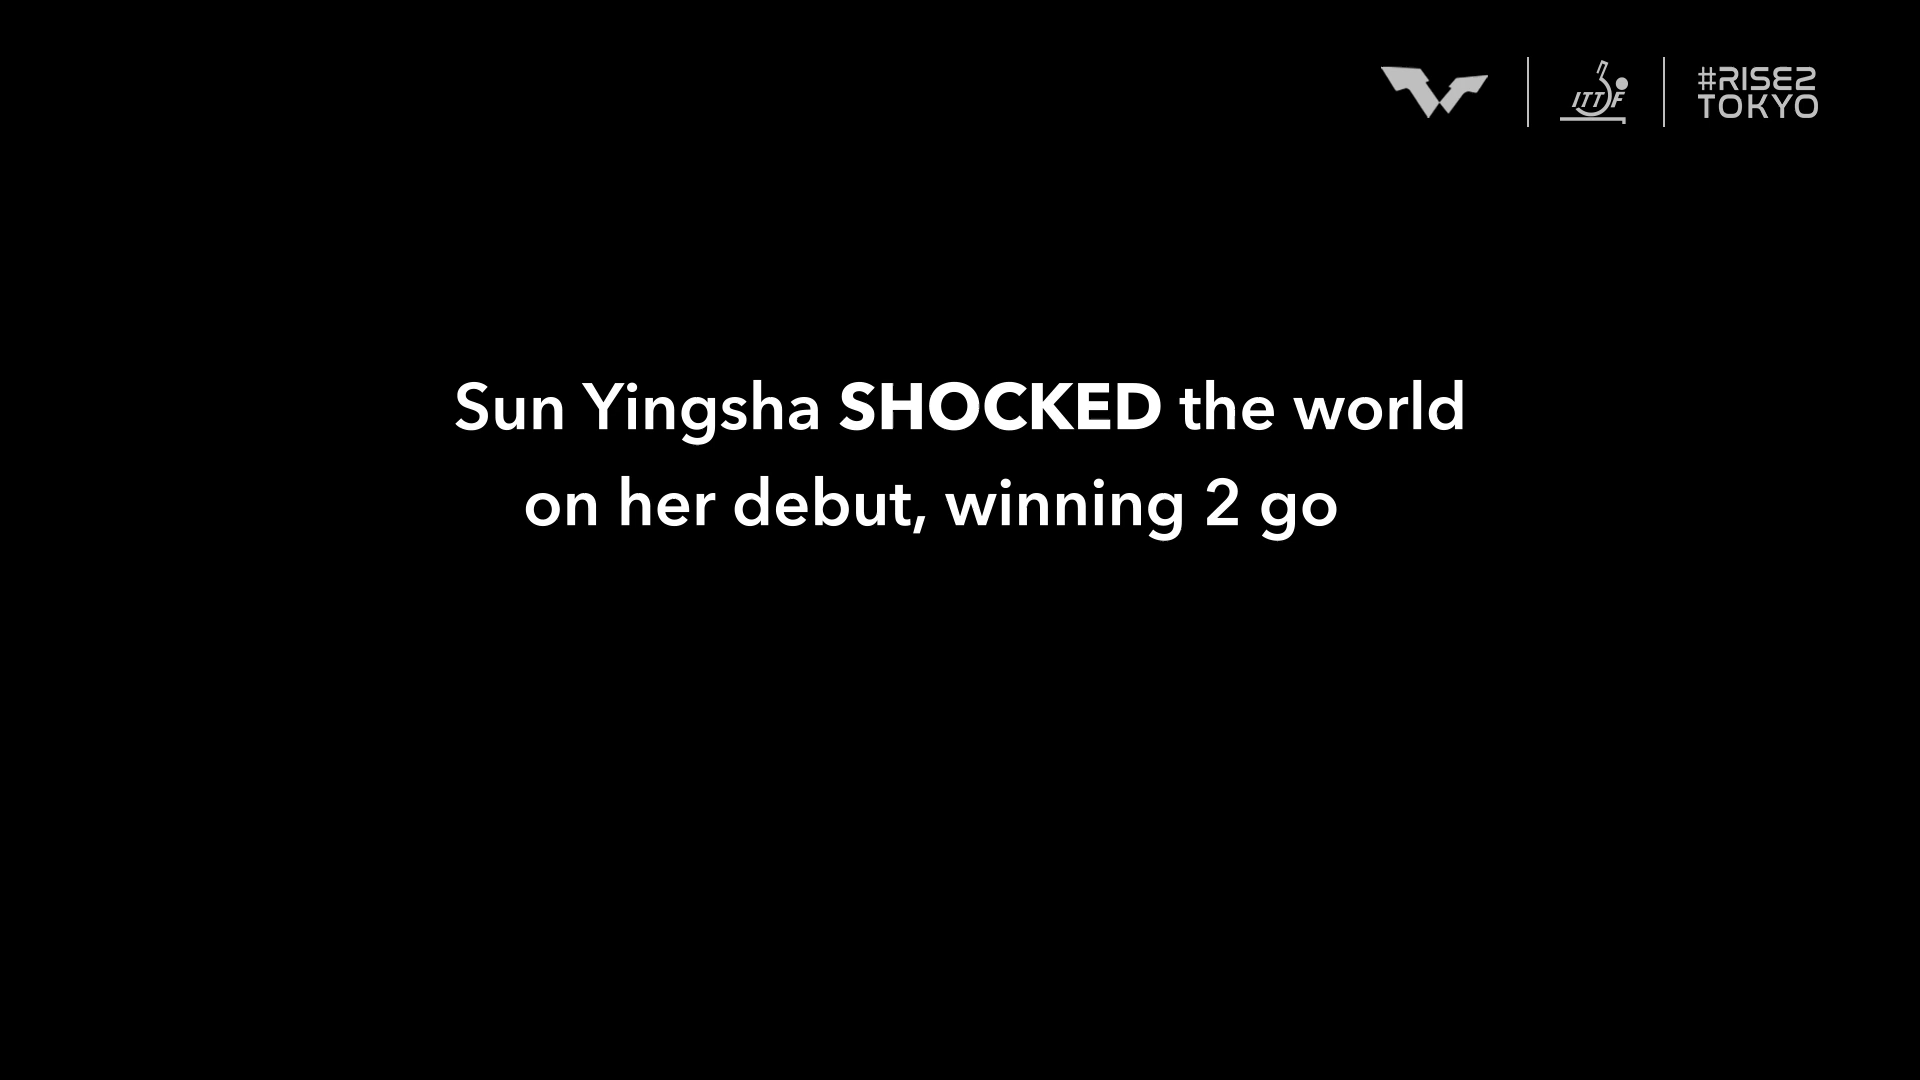 ITTF
#RISE2
TOKYO
Sun Yingsha SHOCKED the world
on her debut, winning 2 go